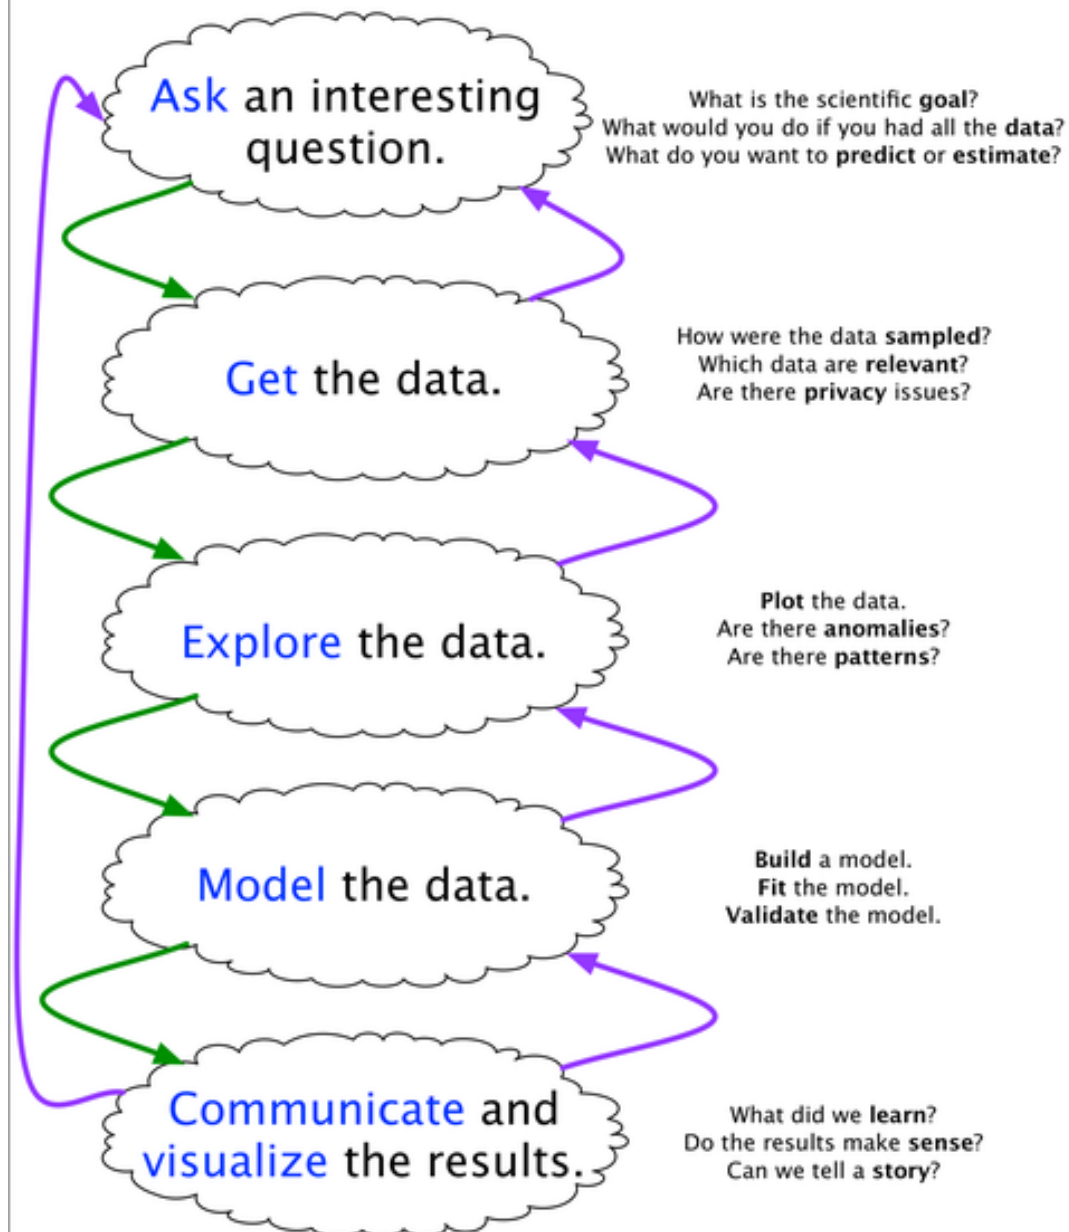 Ask an interesting
question.
What is the scientific goal?
What would you do if you had all the data?
What do you want to predict or estimate?
Get the data.
How were the data sampled?
Which data are relevant?
Are there privacy issues?
Explore the data.
Plot the data.
Are there anomalies?
Are there patterns?
Model the data.
Build a model.
Fit the model.
Validate the model.
Communicate and
visualize the results.
What did we learn?
Do the results make sense?
Can we tell a story?